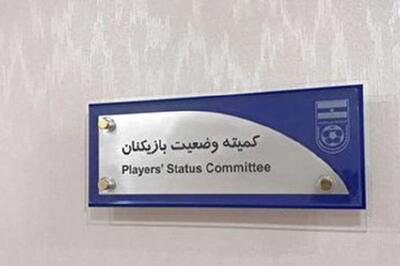 کمیته وضعیت بازیکنان
Players' Status Committee